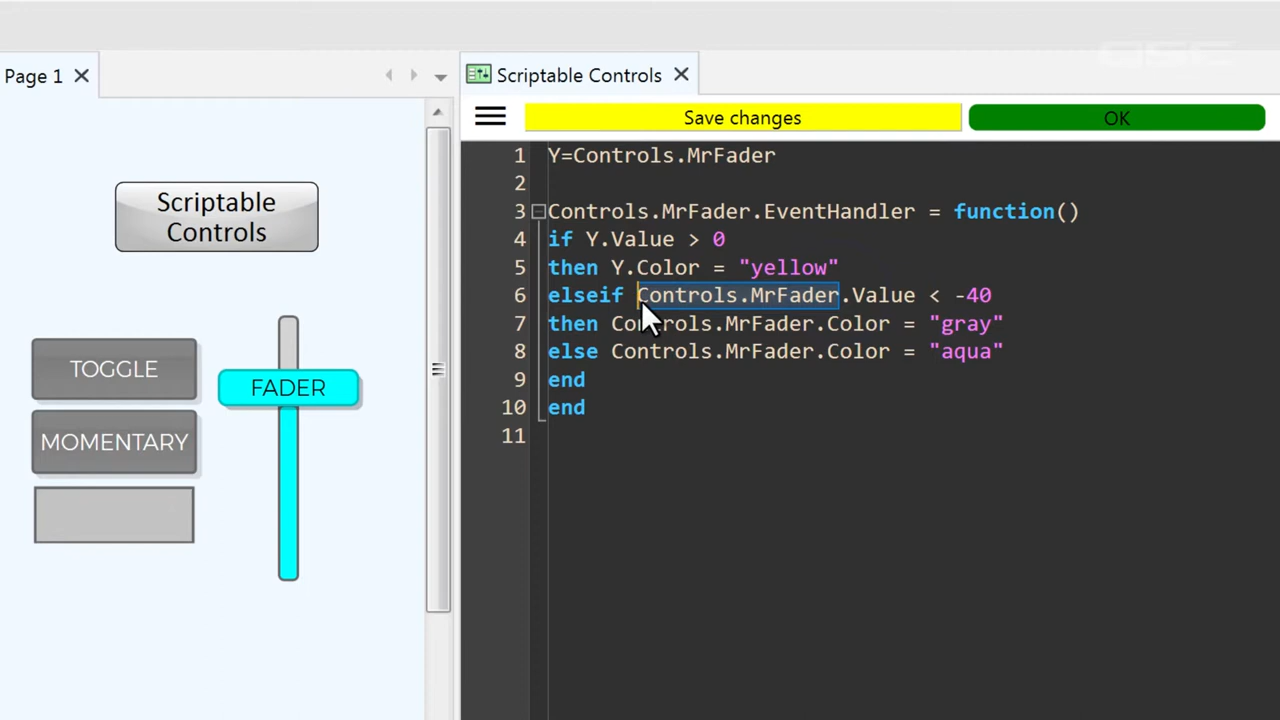 QSC
Page 1
Scriptable Controls
Save changes
OK
Scriptable
Controls
TOGGLE
MOMENTARY
FADER
1 Y=Controls.MrFader
2
3 Controls.MrFader.EventHandler = function()
4 if Y.Value > 0
5 then Y.Color = "yellow"
6 elseif Controls.MrFader.Value < -40
7 then Controls.MrFader.Color = "gray"
8 else Controls.MrFader.Color = "aqua"
9 end
10 end
11